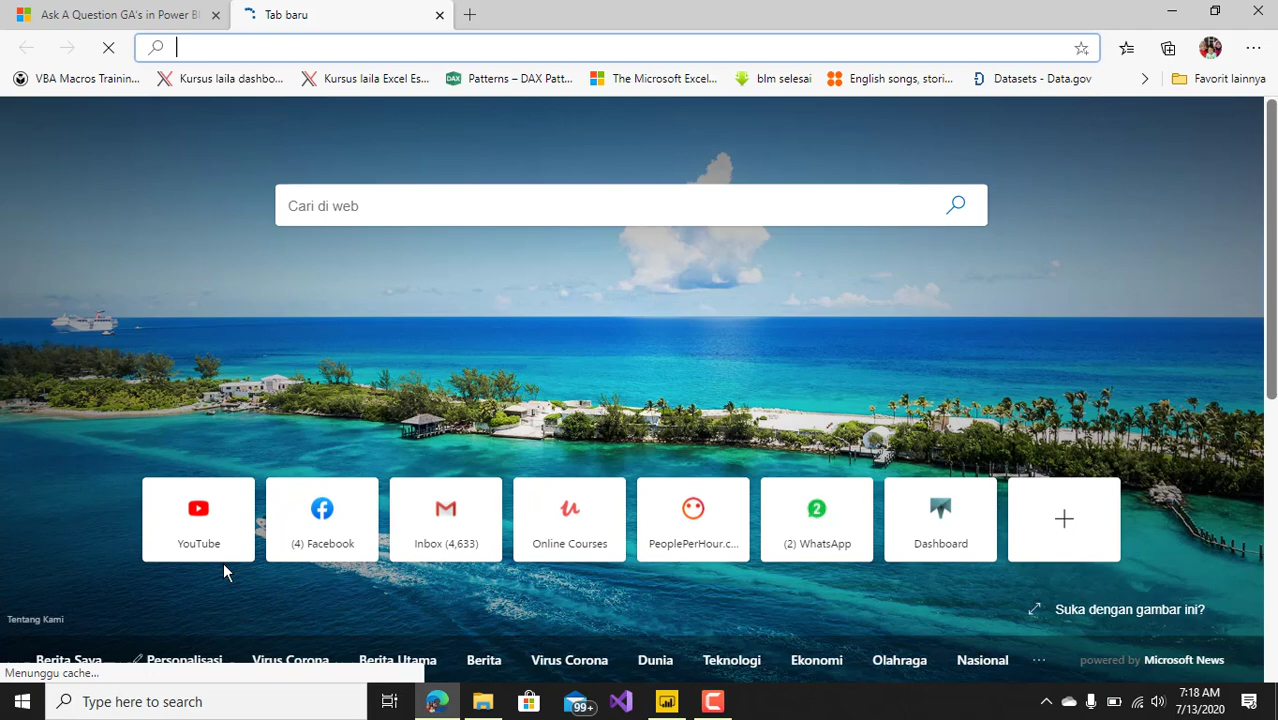 Ask A Question GA's in Power BI
Tab baru
VBA Macros Trainin...
Kursus laila dashbo...
Kursus laila Excel Es...
DAX
Patterns – DAX Patt...
The Microsoft Excel...
blm selesai
English songs, stori...
Datasets - Data.gov
Favorit lainnya
Cari di web
YouTube
(4) Facebook
Inbox (4,633)
Online Courses
PeoplePerHour.c...
2
(2) WhatsApp
Dashboard
Tentang Kami
Suka dengan gambar ini?
Berita Saya
Personalisasi
Virus Corona
Berita Utama
Berita
Virus Corona
Dunia
Teknologi
Ekonomi
Olahraga
Nasional
powered by Microsoft News
Menunggu cache...
Type here to search
99+
7:18 AM
7/13/2020